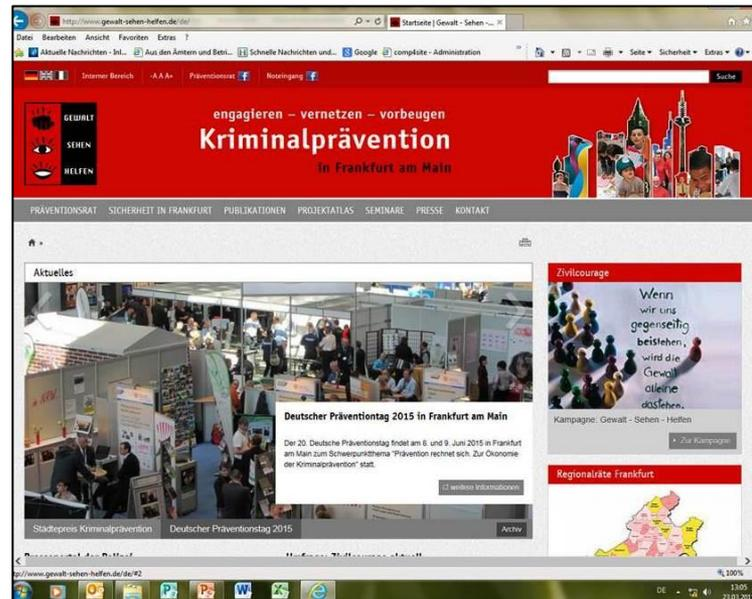 http://www.gewalt-sehen-helfen.de/de/
Startseite | Gewalt - Sehen -...
Datei Bearbeiten Ansicht Favoriten Extras ?
Aktuelle Nachrichten - Inl... Aus den Ämtern und Betri... Schnelle Nachrichten und... Google comp4site - Administration
Seite Sicherheit Extras
Interner Bereich -A A A+ Präventionsrat Noteingang Suche
GEWALT
SEHEN
HELFEN
engagieren – vernetzen – vorbeugen
Kriminalprävention
in Frankfurt am Main
PRÄVENTIONSRAT SICHERHEIT IN FRANKFURT PUBLIKATIONEN PROJEKTATLAS SEMINARE PRESSE KONTAKT
Aktuelles
Deutscher Präventiontag 2015 in Frankfurt am Main
Der 20. Deutsche Präventionstag findet am 8. und 9. Juni 2015 in Frankfurt
am Main zum Schwerpunktthema "Prävention rechnet sich. Zur Ökonomie
der Kriminalprävention" statt.
weitere Informationen
Städtepreis Kriminalprävention Deutscher Präventionstag 2015 Archiv
Zivilcourage
Wenn
wir uns
gegenseitig
beistehen,
wird die
Gewalt
alleine
dastehen.
Kampagne: Gewalt - Sehen - Helfen
Zur Kampagne
Regionalräte Frankfurt
tp://www.gewalt-sehen-helfen.de/de/#2
100%
DE
13:05